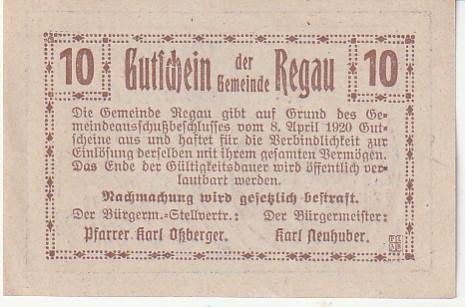 10 Gutschein der Gemeinde Regau 10
Die Gemeinde Regau gibt auf Grund des Ge-
meindeausschußbeschlusses vom 8. April 1920 Gut-
scheine aus und haftet für die Verbindlichkeit zur
Einlösung derselben mit ihrem gesamten Vermögen.
Das Ende der Gültigkeitsdauer wird öffentlich ver-
lautbart werden.
Nachmachung wird gesetzlich bestraft.
Der Bürgerm.-Stellvertr.: Der Bürgermeister:
Pfarrer Karl Oßberger. Karl Neuhuber.